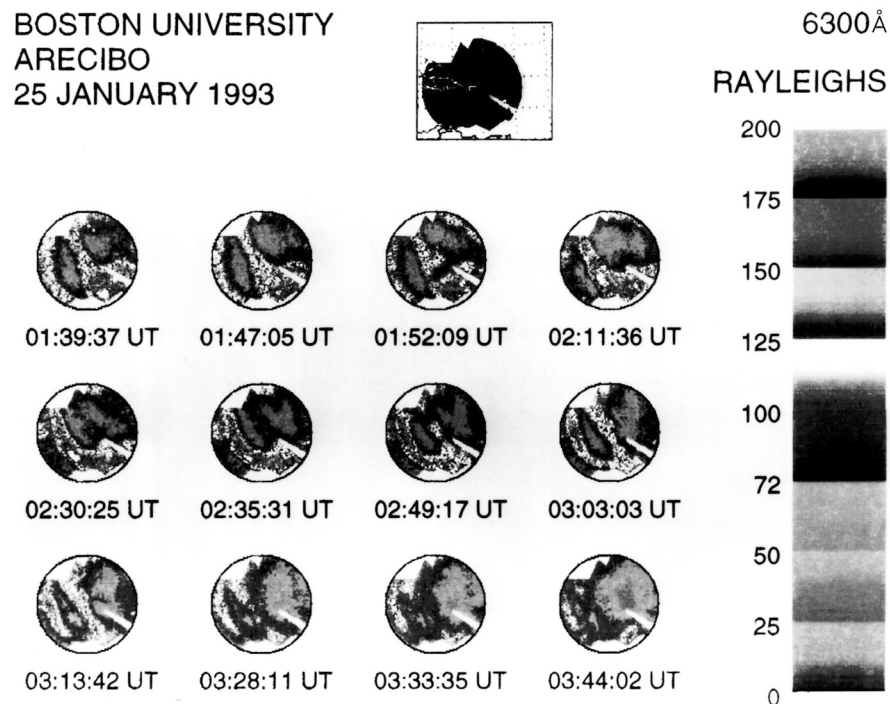 BOSTON UNIVERSITY
ARECIBO
25 JANUARY 1993
6300Å
RAYLEIGHS
200
175
150
125
100
72
50
25
0
01:39:37 UT 01:47:05 UT 01:52:09 UT 02:11:36 UT
02:30:25 UT 02:35:31 UT 02:49:17 UT 03:03:03 UT
03:13:42 UT 03:28:11 UT 03:33:35 UT 03:44:02 UT